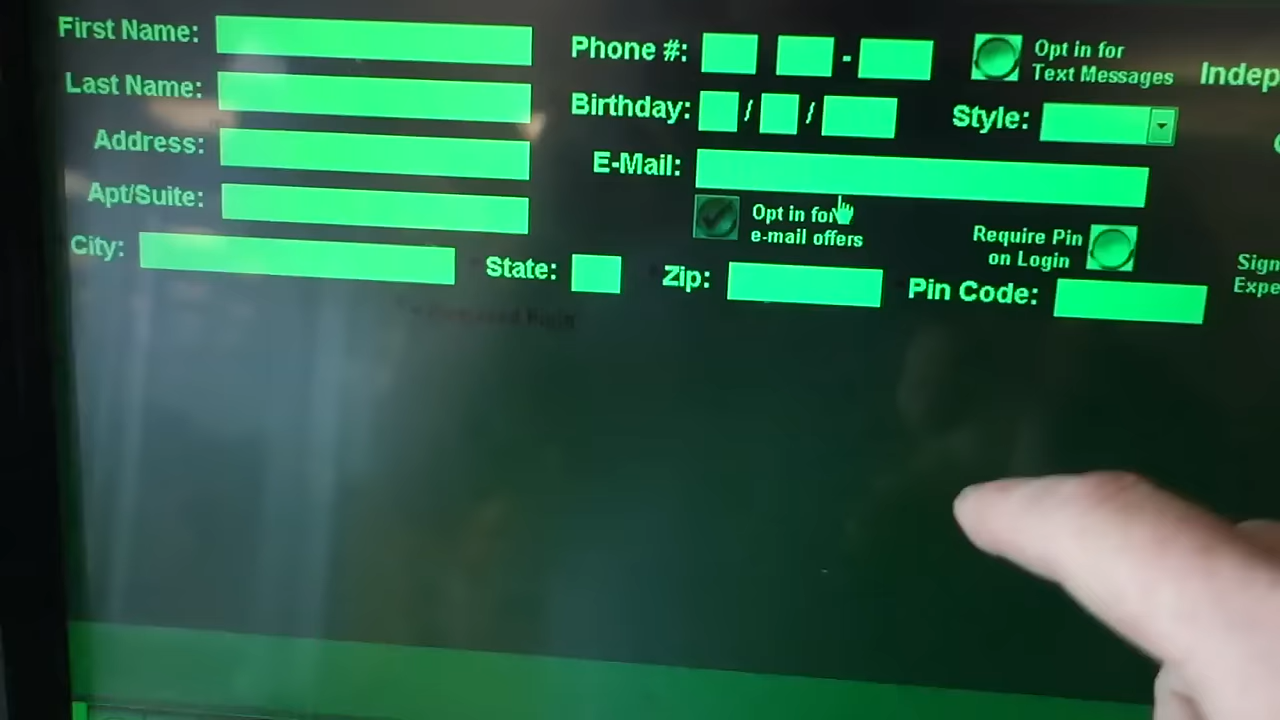 First Name:
Last Name:
Address:
Apt/Suite:
City:
State:
Zip:
Phone #:
-
Birthday:
/ /
E-Mail:
Opt in for
e-mail offers
Opt in for
Text Messages
Style:
Require Pin
on Login
Pin Code:
Indep
Sign
Expe